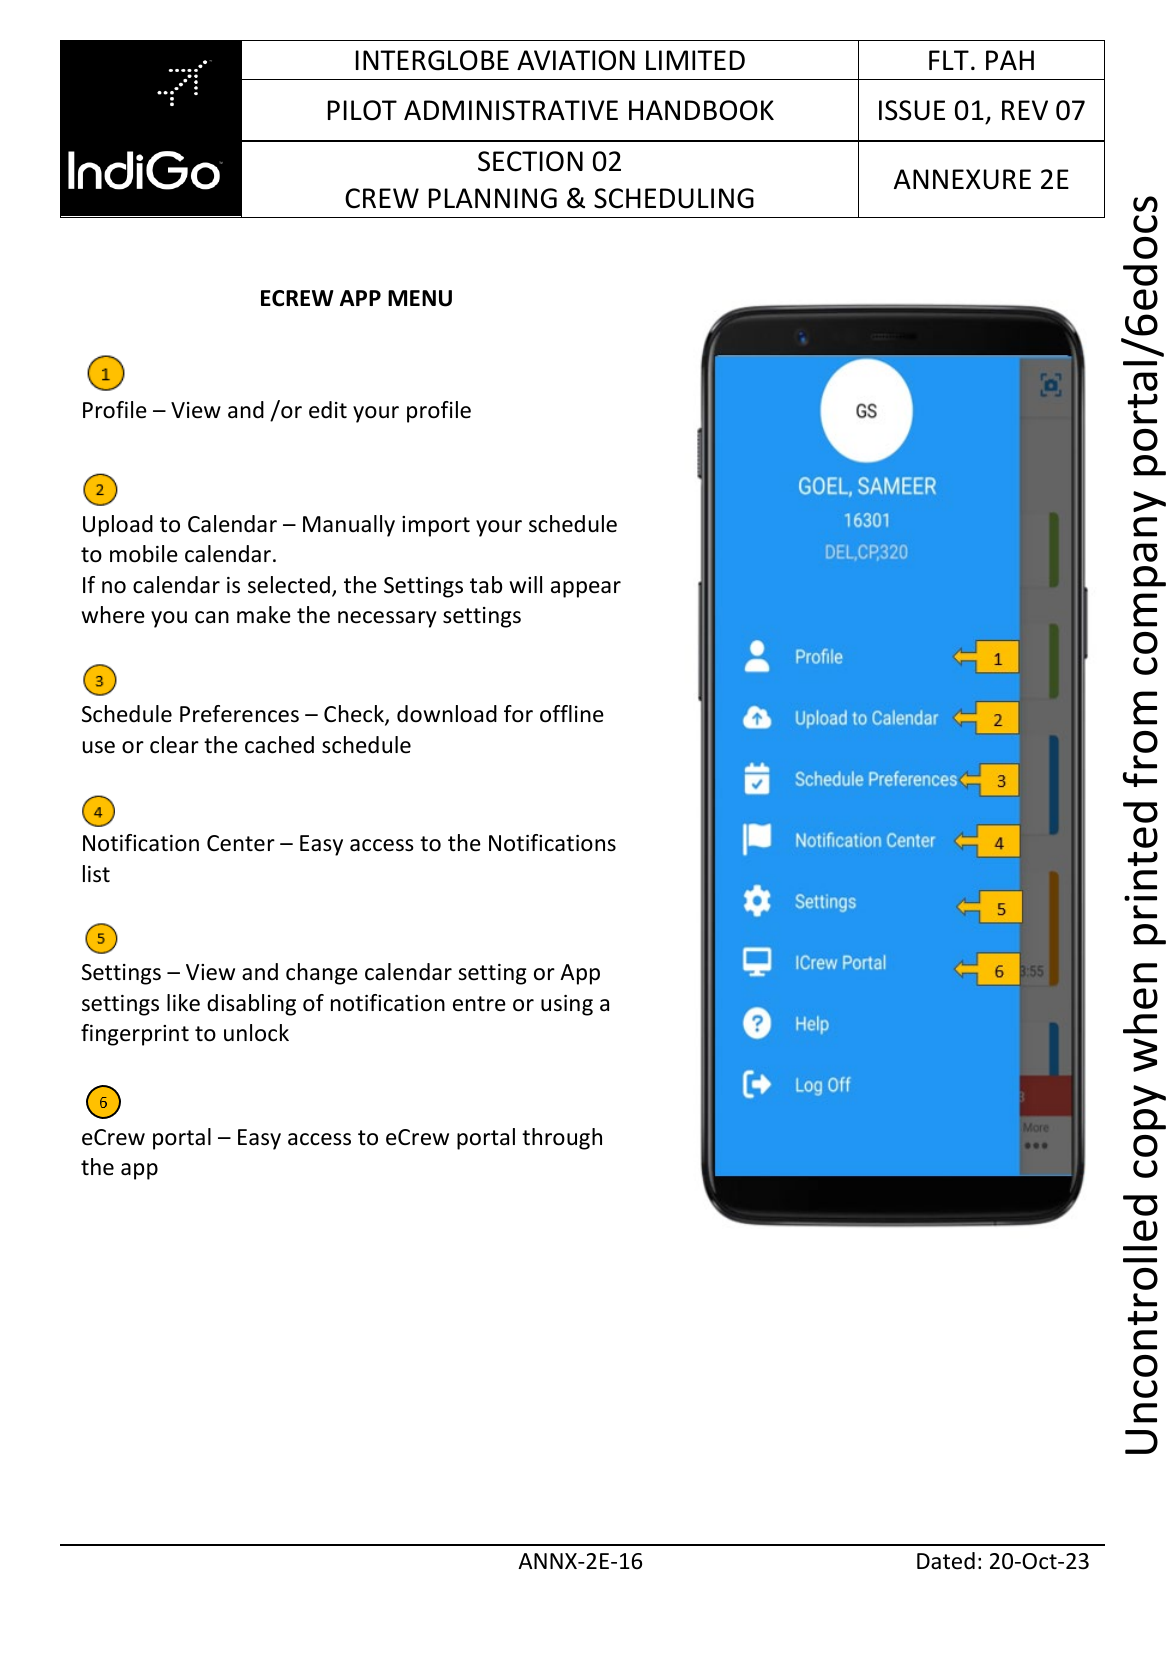 INTERGLOBE AVIATION LIMITED
FLT. PAH
PILOT ADMINISTRATIVE HANDBOOK
ISSUE 01, REV 07
IndiGo
SECTION 02
CREW PLANNING & SCHEDULING
ANNEXURE 2E
ECREW APP MENU
1
Profile – View and /or edit your profile
2
Upload to Calendar – Manually import your schedule
to mobile calendar.
If no calendar is selected, the Settings tab will appear
where you can make the necessary settings
3
Schedule Preferences – Check, download for offline
use or clear the cached schedule
4
Notification Center – Easy access to the Notifications
list
5
Settings – View and change calendar setting or App
settings like disabling of notification entre or using a
fingerprint to unlock
6
eCrew portal – Easy access to eCrew portal through
the app
GS
GOEL, SAMEER
16301
DEL,CP,320
Profile 1
Upload to Calendar 2
Schedule Preferences 3
Notification Center 4
Settings 5
ICrew Portal 6
3:55
Help
Log Off
3
More
Uncontrolled copy when printed from company portal/6edocs
ANNX-2E-16
Dated: 20-Oct-23